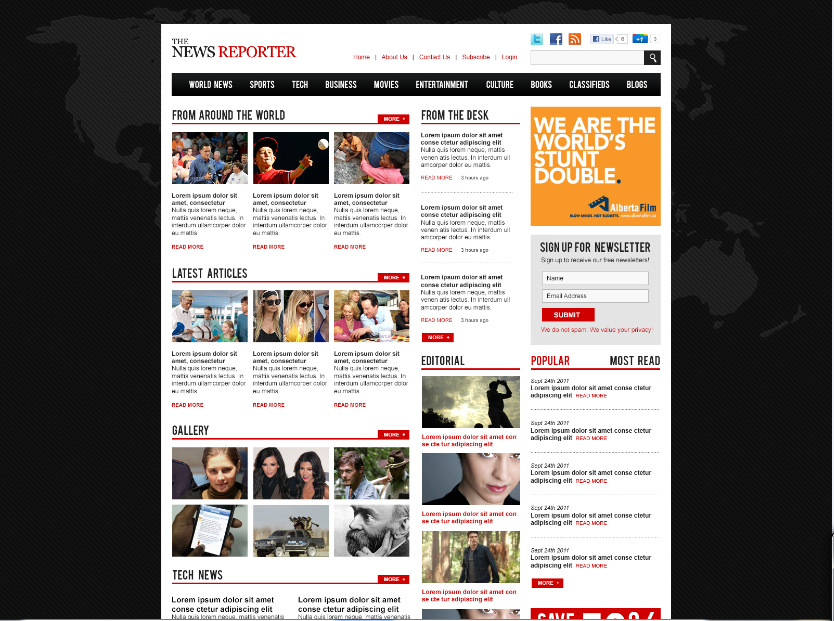 THE
NEWS REPORTER
Home | About Us | Contact Us | Subscribe | Login
Like 6
+1 3
WORLD NEWS SPORTS TECH BUSINESS MOVIES ENTERTAINMENT CULTURE BOOKS CLASSIFIEDS BLOGS
FROM AROUND THE WORLD
MORE +
Lorem ipsum dolor sit
amet, consectetur
Nulla quis lorem neque,
mattis venenatis lectus. In
interdum ullamcorper dolor
eu mattis.
READ MORE
Lorem ipsum dolor sit
amet, consectetur
Nulla quis lorem neque,
mattis venenatis lectus. In
interdum ullamcorper dolor
eu mattis.
READ MORE
Lorem ipsum dolor sit
amet, consectetur
Nulla quis lorem neque,
mattis venenatis lectus. In
interdum ullamcorper dolor
eu mattis.
READ MORE
LATEST ARTICLES
MORE +
Lorem ipsum dolor sit
amet, consectetur
Nulla quis lorem neque,
mattis venenatis lectus. In
interdum ullamcorper dolor
eu mattis.
READ MORE
Lorem ipsum dolor sit
amet, consectetur
Nulla quis lorem neque,
mattis venenatis lectus. In
interdum ullamcorper dolor
eu mattis.
READ MORE
Lorem ipsum dolor sit
amet, consectetur
Nulla quis lorem neque,
mattis venenatis lectus. In
interdum ullamcorper dolor
eu mattis.
READ MORE
GALLERY
MORE +
TECH NEWS
MORE +
Lorem ipsum dolor sit amet
conse ctetur adipiscing elit
Nulla quis lorem neque, mattis venenatis
Lorem ipsum dolor sit amet
conse ctetur adipiscing elit
Nulla quis lorem neque, mattis venenatis
FROM THE DESK
Lorem ipsum dolor sit amet
conse ctetur adipiscing elit
Nulla quis lorem neque, mattis
venen atis lectus. In interdum ull
amcorper dolor eu mattis.
READ MORE 3 hours ago
Lorem ipsum dolor sit amet
conse ctetur adipiscing elit
Nulla quis lorem neque, mattis
venen atis lectus. In interdum ull
amcorper dolor eu mattis.
READ MORE 3 hours ago
Lorem ipsum dolor sit amet
conse ctetur adipiscing elit
Nulla quis lorem neque, mattis
venen atis lectus. In interdum ull
amcorper dolor eu mattis.
READ MORE 3 hours ago
MORE +
EDITORIAL
Lorem ipsum dolor sit amet con
se cte tur adipiscing elit
Lorem ipsum dolor sit amet con
se cte tur adipiscing elit
Lorem ipsum dolor sit amet con
se cte tur adipiscing elit
WE ARE THE
WORLD'S
STUNT
DOUBLE.
AlbertaFilm
SIGN UP FOR NEWSLETTER
Sign up to receive our free newsletters!
Name
Email Address
SUBMIT
We do not spam. We value your privacy!
POPULAR MOST READ
Sept 24th 2011
Lorem ipsum dolor sit amet conse ctetur
adipiscing elit READ MORE
Sept 24th 2011
Lorem ipsum dolor sit amet conse ctetur
adipiscing elit READ MORE
Sept 24th 2011
Lorem ipsum dolor sit amet conse ctetur
adipiscing elit READ MORE
Sept 24th 2011
Lorem ipsum dolor sit amet conse ctetur
adipiscing elit READ MORE
Sept 24th 2011
Lorem ipsum dolor sit amet conse ctetur
adipiscing elit READ MORE
MORE +